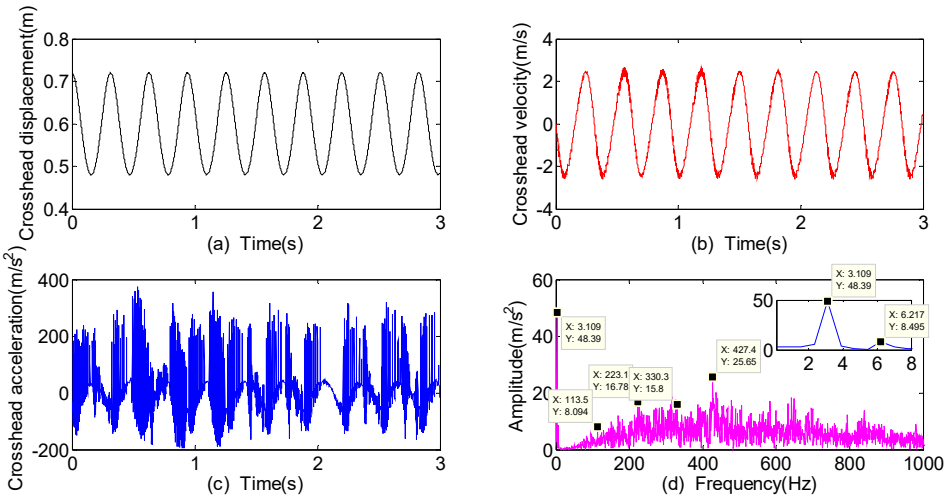 Crosshead displacement(m)
0.8
0.7
0.6
0.5
0.4
0
1
2
3
(a) Time(s)
Crosshead velocity(m/s)
4
2
0
-2
-4
0
1
2
3
(b) Time(s)
Crosshead acceleration(m/s²)
400
200
0
-200
0
1
2
3
(c) Time(s)
Amplitude(m/s²)
60
40
20
0
0
200
400
600
800
1000
(d) Frequency(Hz)
X: 3.109
Y: 48.39
X: 113.5
Y: 8.094
X: 223.1
Y: 16.78
X: 330.3
Y: 15.8
X: 427.4
Y: 25.65
50
0
2
4
6
8
X: 3.109
Y: 48.39
X: 6.217
Y: 8.495